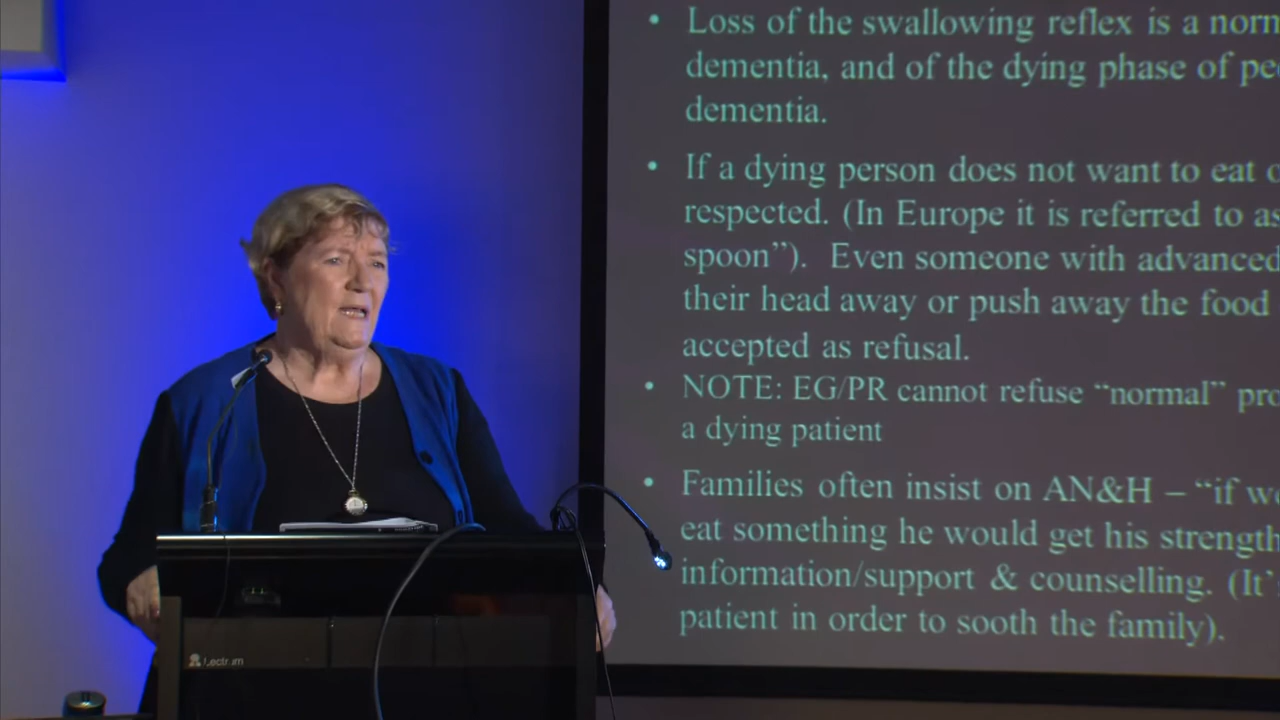 Loss of the swallowing reflex is a norm
dementia, and of the dying phase of pe
dementia.
If a dying person does not want to eat o
respected. (In Europe it is referred to as
spoon”). Even someone with advanced
their head away or push away the food
accepted as refusal.
NOTE: EG/PR cannot refuse “normal” pro
a dying patient
Families often insist on AN&H – “if w
eat something he would get his strength
information/support & counselling. (It’
patient in order to sooth the family).
Lectrum